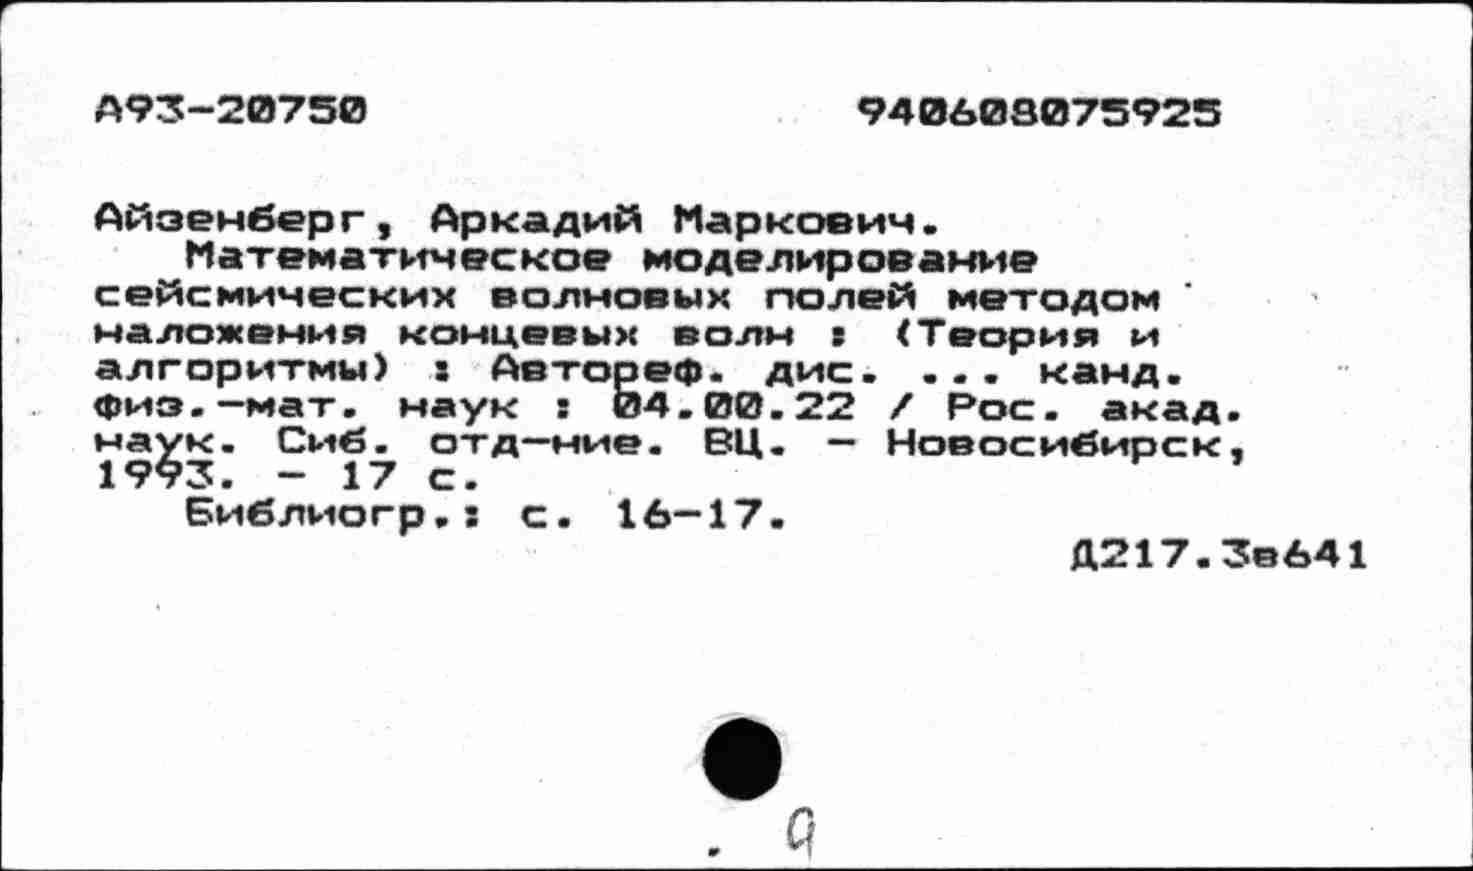 А93-20750 940608075925
Айзенберг, Аркадий Маркович.
Математическое моделирование
сейсмических волновых полей методом
наложения концевых волн : (Теория и
алгоритмы) : Автореф. дис. ... канд.
физ.-мат. наук : 04.00.22 / Рос. акад.
наук. Сиб. отд-ние. ВЦ. - Новосибирск,
1993. - 17 с.
Библиогр.: с. 16-17.
Д217.3в641